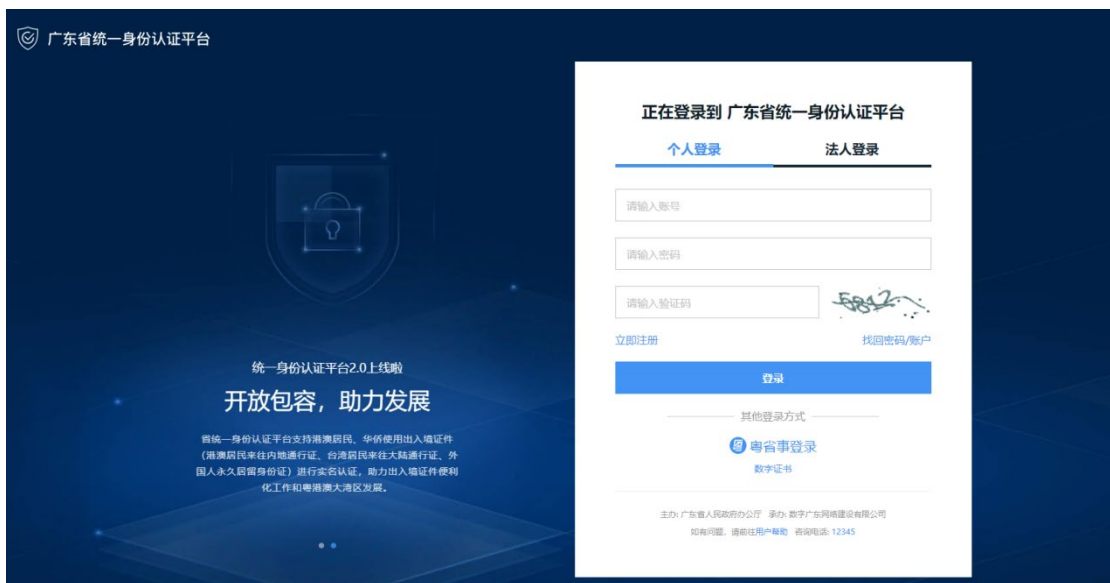 广东省统一身份认证平台
正在登录到 广东省统一身份认证平台
个人登录
法人登录
请输入账号
请输入密码
请输入验证码
5812
立即注册
找回密码/账户
登录
其他登录方式
粤省事登录
数字证书
主办: 广东省人民政府办公厅 承办: 数字广东网络建设有限公司
如有问题，请前往用户帮助 咨询电话: 12345
统一身份认证平台2.0上线啦
开放包容，助力发展
省统一身份认证平台支持港澳居民、华侨使用出入境证件
（港澳居民来往内地通行证、台湾居民来往大陆通行证、外
国人永久居留身份证）进行实名认证，助力出入境证件便利
化工作和粤港澳大湾区发展。